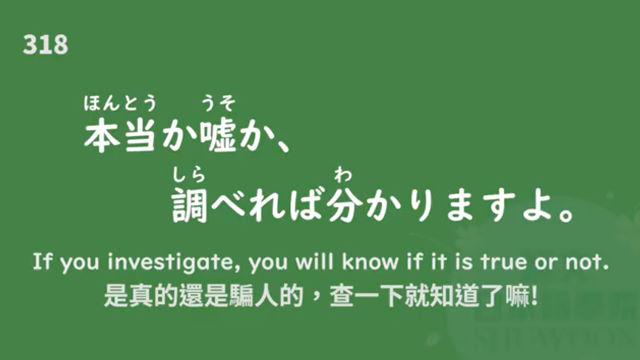 318
ほんとう うそ
本当か嘘か、
しら わ
調べれば分かりますよ。
If you investigate, you will know if it is true or not.
是真的還是騙人的，查一下就知道了嘛!